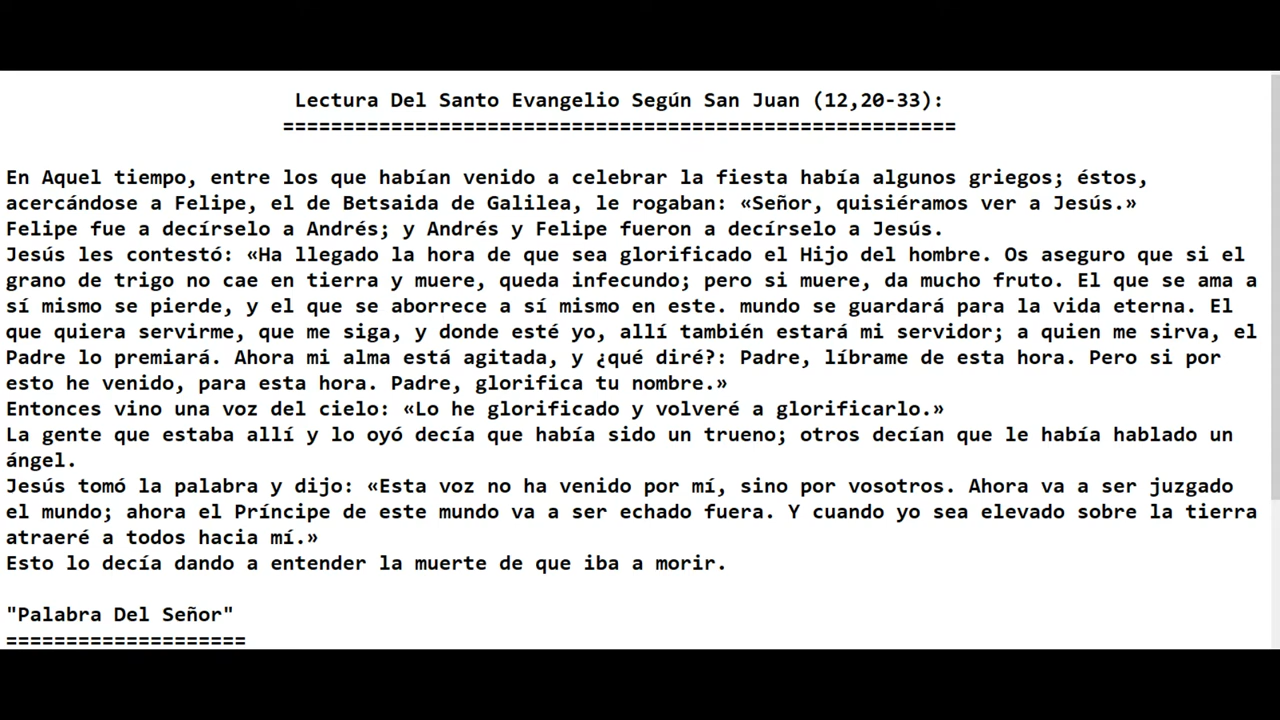 Lectura Del Santo Evangelio Según San Juan (12,20-33):
========================================================
En Aquel tiempo, entre los que habían venido a celebrar la fiesta había algunos griegos; éstos,
acercándose a Felipe, el de Betsaida de Galilea, le rogaban: «Señor, quisiéramos ver a Jesús.»
Felipe fue a decírselo a Andrés; y Andrés y Felipe fueron a decírselo a Jesús.
Jesús les contestó: «Ha llegado la hora de que sea glorificado el Hijo del hombre. Os aseguro que si el
grano de trigo no cae en tierra y muere, queda infecundo; pero si muere, da mucho fruto. El que se ama a
sí mismo se pierde, y el que se aborrece a sí mismo en este. mundo se guardará para la vida eterna. El
que quiera servirme, que me siga, y donde esté yo, allí también estará mi servidor; a quien me sirva, el
Padre lo premiará. Ahora mi alma está agitada, y ¿qué diré?: Padre, líbrame de esta hora. Pero si por
esto he venido, para esta hora. Padre, glorifica tu nombre.»
Entonces vino una voz del cielo: «Lo he glorificado y volveré a glorificarlo.»
La gente que estaba allí y lo oyó decía que había sido un trueno; otros decían que le había hablado un
ángel.
Jesús tomó la palabra y dijo: «Esta voz no ha venido por mí, sino por vosotros. Ahora va a ser juzgado
el mundo; ahora el Príncipe de este mundo va a ser echado fuera. Y cuando yo sea elevado sobre la tierra
atraeré a todos hacia mí.»
Esto lo decía dando a entender la muerte de que iba a morir.
"Palabra Del Señor"
====================